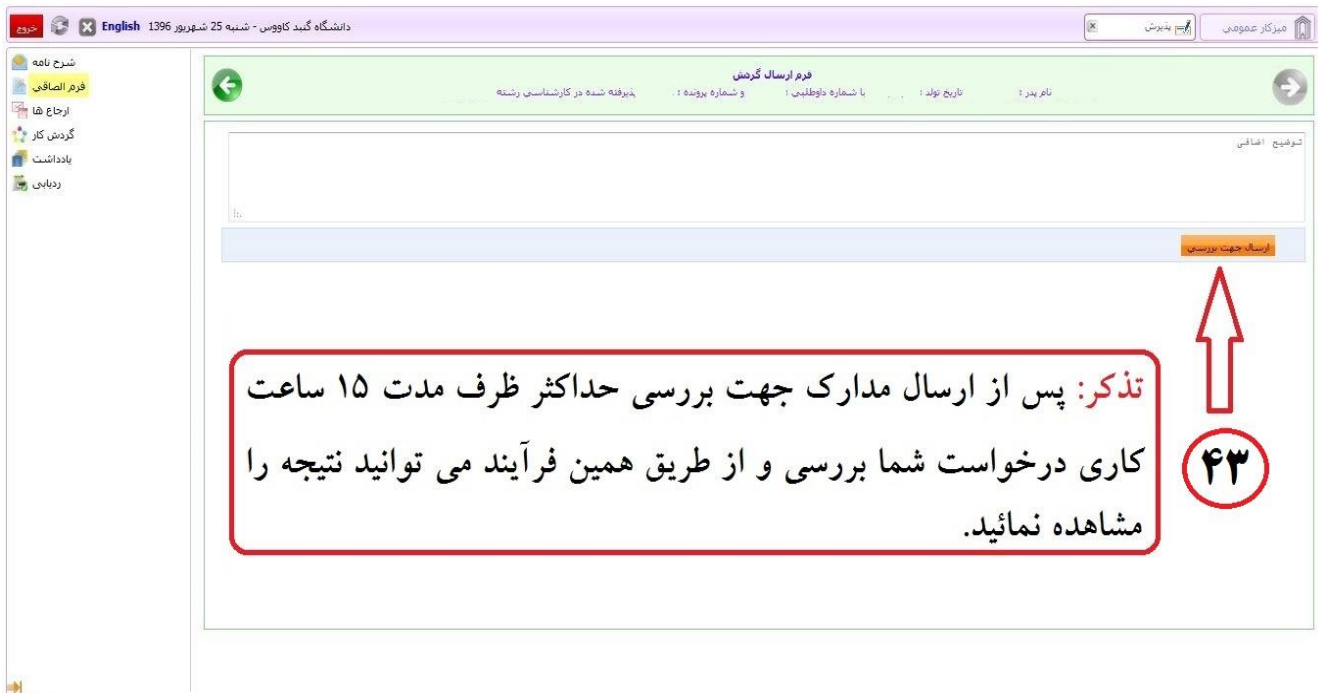 میزکار عمومی
پذیرش
دانشگاه گنبد کاووس - شنبه 25 شهریور 1396 English
خروج
شرح نامه
فرم الصاقی
ارجاع ها
گردش کار
یادداشت
ردیابی
فرم ارسال گردش
نام پدر : تاریخ تولد : با شماره داوطلبی : و شماره پرونده : پذیرفته شده در کارشناسی رشته
توضیح اضافی
ارسال جهت بررسی
تذکر: پس از ارسال مدارک جهت بررسی حداکثر ظرف مدت ۱۵ ساعت
کاری درخواست شما بررسی و از طریق همین فرآیند می توانید نتیجه را
مشاهده نمائید.
۴۳